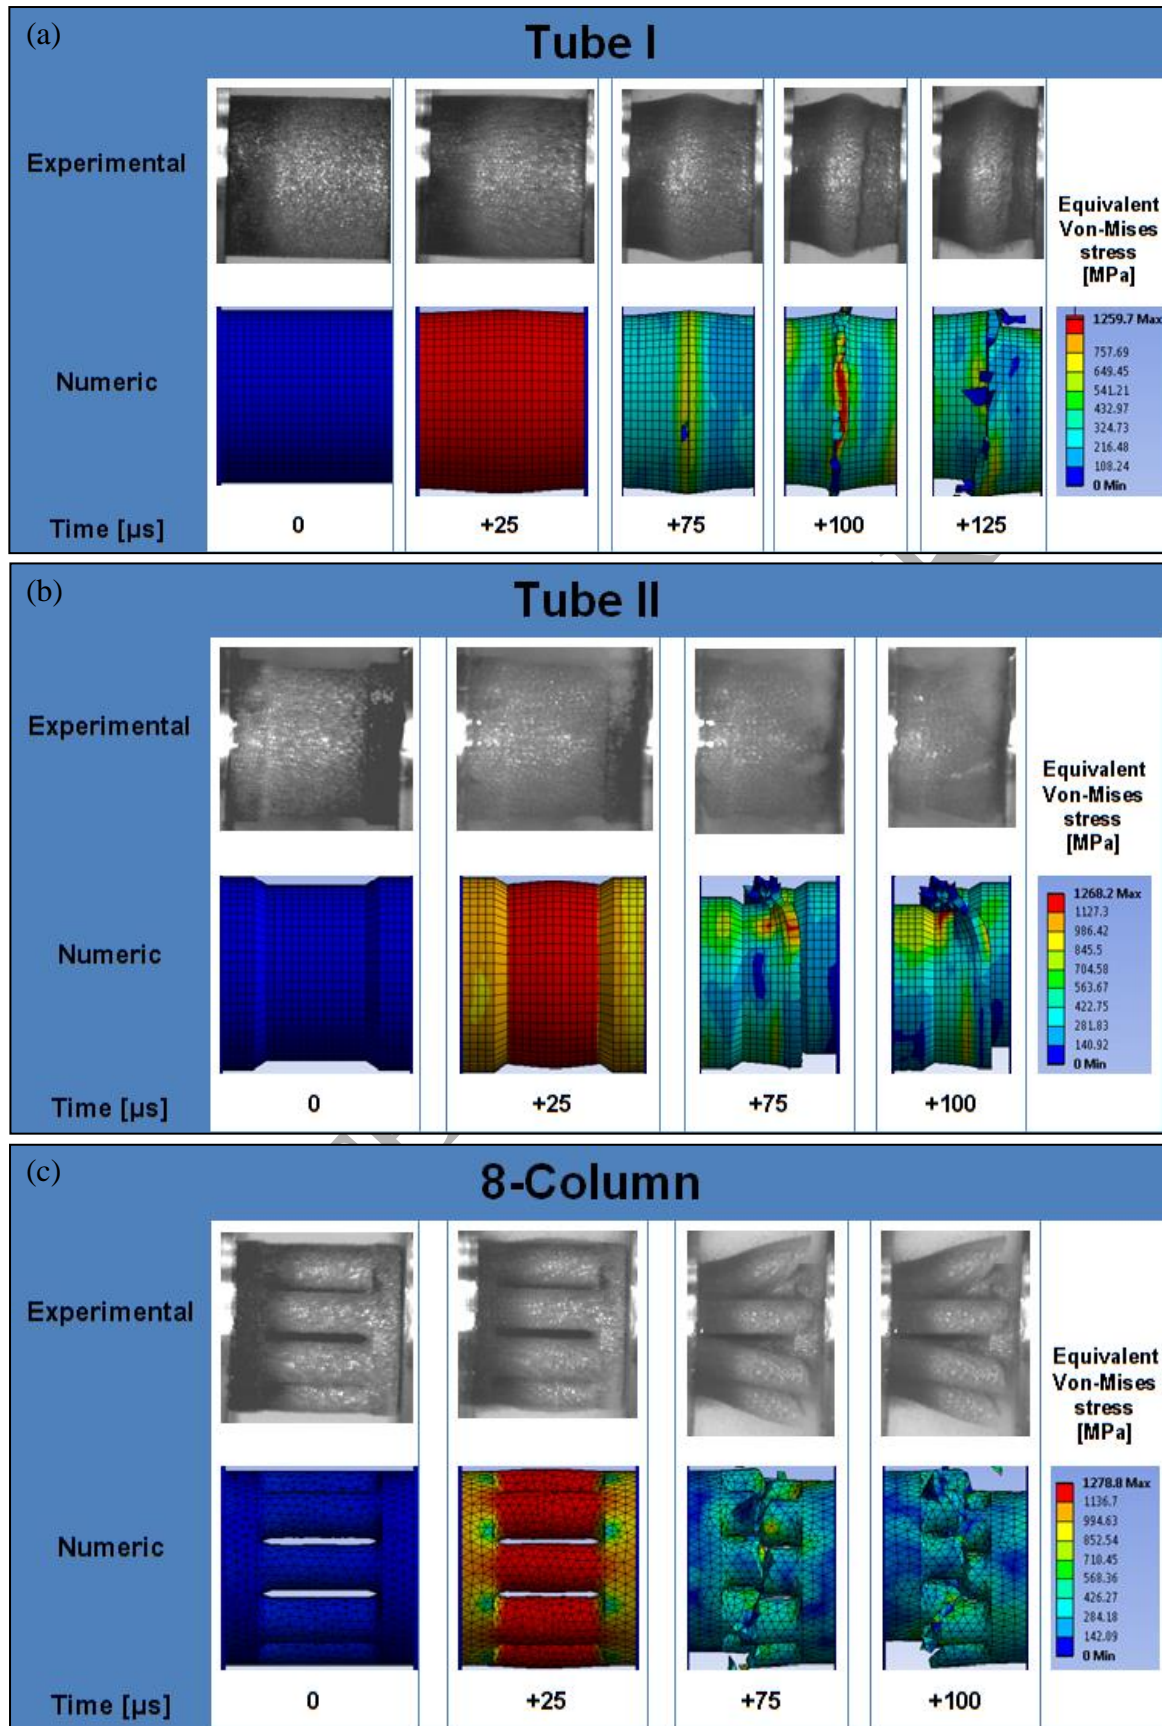 (a)
Tube I
Experimental
Equivalent
Von-Mises
stress
[MPa]
Numeric
1259.7 Max
757.69
649.45
541.21
432.97
324.73
216.48
108.24
0 Min
Time [µs]
0
+25
+75
+100
+125
(b)
Tube II
Experimental
Equivalent
Von-Mises
stress
[MPa]
Numeric
1268.2 Max
1127.3
986.42
845.5
704.58
563.67
422.75
281.83
140.92
0 Min
Time [µs]
0
+25
+75
+100
(c)
8-Column
Experimental
Equivalent
Von-Mises
stress
[MPa]
Numeric
1278.8 Max
1136.7
994.63
852.54
710.45
568.36
426.27
284.18
142.09
0 Min
Time [µs]
0
+25
+75
+100